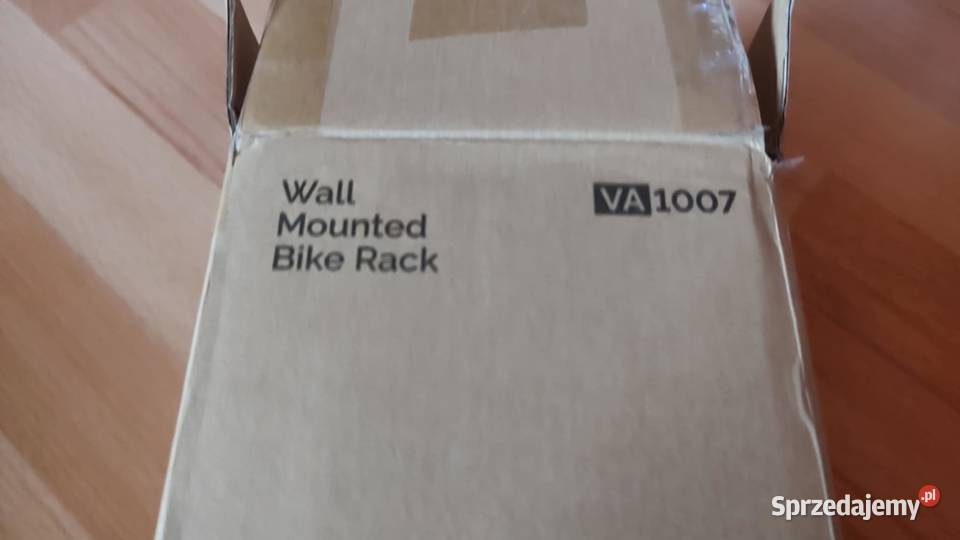 Wall
Mounted
Bike Rack
VA1007
Sprzedajemy.pl